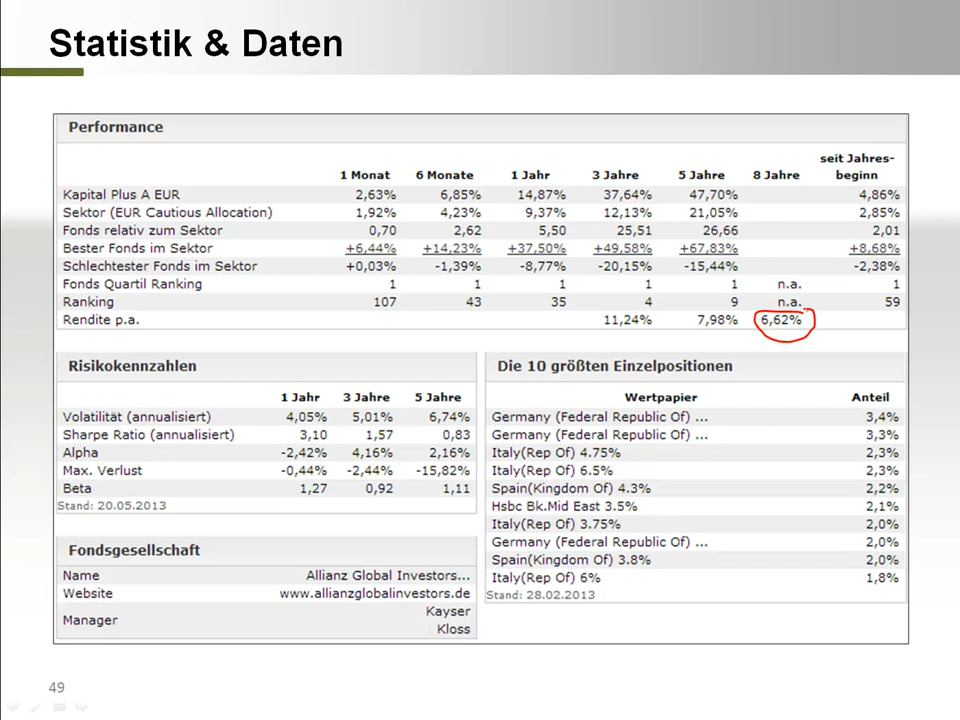 Statistik & Daten
Performance
seit Jahres-
1 Monat 6 Monate 1 Jahr 3 Jahre 5 Jahre 8 Jahre beginn
Kapital Plus A EUR 2,63% 6,85% 14,87% 37,64% 47,70% 4,86%
Sektor (EUR Cautious Allocation) 1,92% 4,23% 9,37% 12,13% 21,05% 2,85%
Fonds relativ zum Sektor 0,70 2,62 5,50 25,51 26,66 2,01
Bester Fonds im Sektor +6,44% +14,23% +37,50% +49,58% +67,83% +8,68%
Schlechtester Fonds im Sektor +0,03% -1,39% -8,77% -20,15% -15,44% -2,38%
Fonds Quartil Ranking 1 1 1 1 1 n.a. 1
Ranking 107 43 35 4 9 n.a. 59
Rendite p.a. 11,24% 7,98% 6,62%
Risikokennzahlen
1 Jahr 3 Jahre 5 Jahre
Volatilität (annualisiert) 4,05% 5,01% 6,74%
Sharpe Ratio (annualisiert) 3,10 1,57 0,83
Alpha -2,42% 4,16% 2,16%
Max. Verlust -0,44% -2,44% -15,82%
Beta 1,27 0,92 1,11
Stand: 20.05.2013
Fondsgesellschaft
Name Allianz Global Investors...
Website www.allianzglobalinvestors.de
Manager Kayser
Kloss
Die 10 größten Einzelpositionen
Wertpapier Anteil
Germany (Federal Republic Of) ... 3,4%
Germany (Federal Republic Of) ... 3,3%
Italy(Rep Of) 4.75% 2,3%
Italy(Rep Of) 6.5% 2,3%
Spain(Kingdom Of) 4.3% 2,2%
Hsbc Bk.Mid East 3.5% 2,1%
Italy(Rep Of) 3.75% 2,0%
Germany (Federal Republic Of) ... 2,0%
Spain(Kingdom Of) 3.8% 2,0%
Italy(Rep Of) 6% 1,8%
Stand: 28.02.2013
49